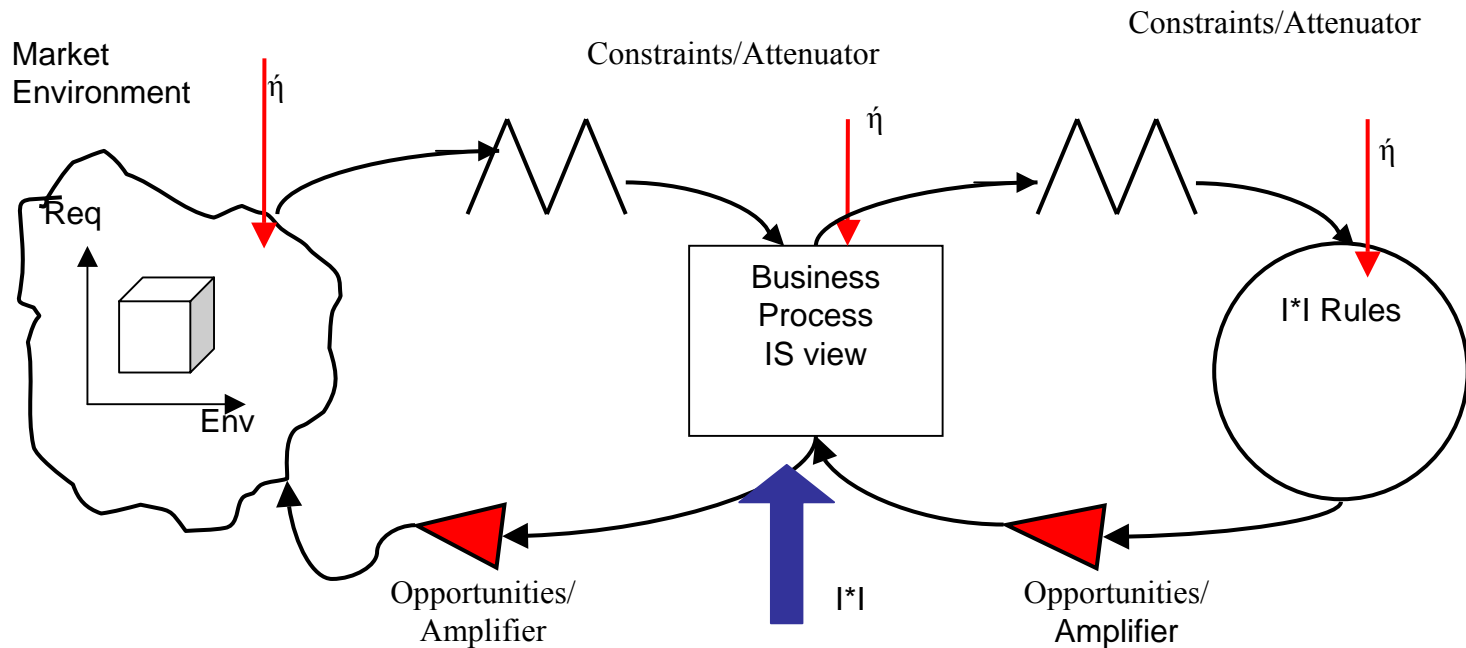 Constraints/Attenuator
Constraints/Attenuator
Market
Environment
ή
ή
ή
Req
Env
Business
Process
IS view
I*I Rules
Opportunities/
Amplifier
I*I
Opportunities/
Amplifier